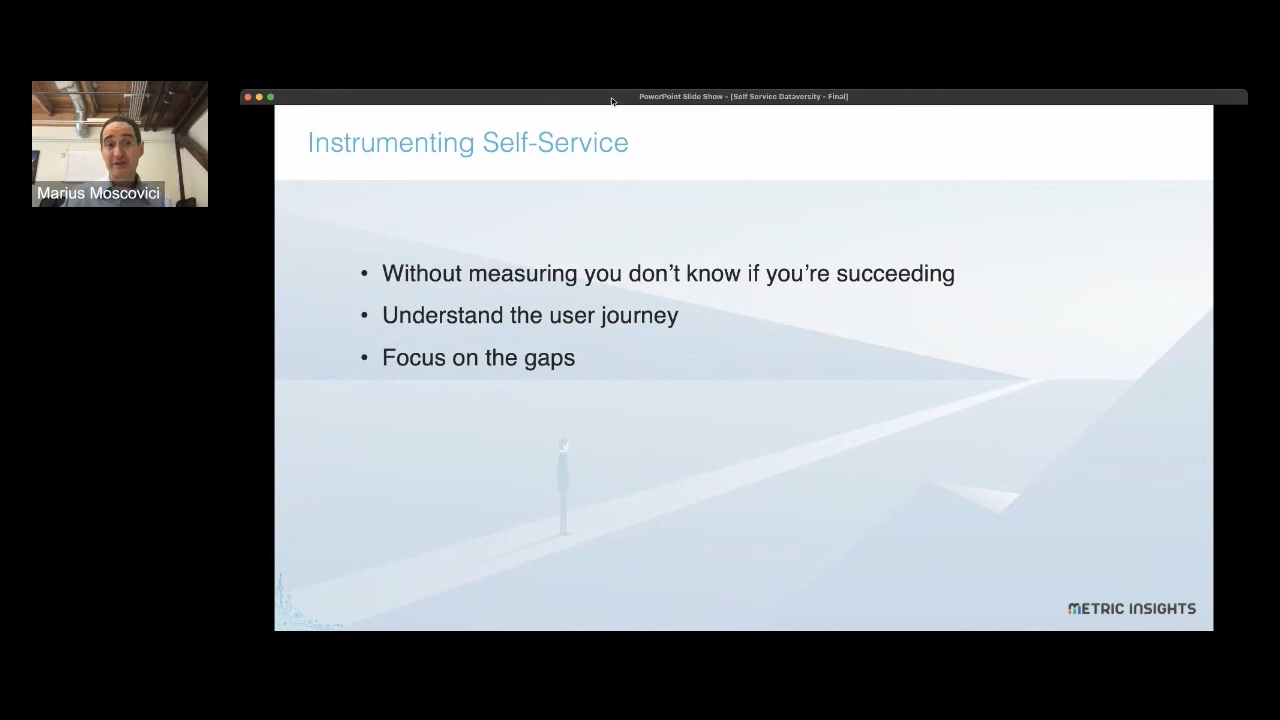 PowerPoint Slide Show - [Self Service Dataversity - Final]
Marius Moscovici
Instrumenting Self-Service
• Without measuring you don’t know if you’re succeeding
• Understand the user journey
• Focus on the gaps
METRIC INSIGHTS